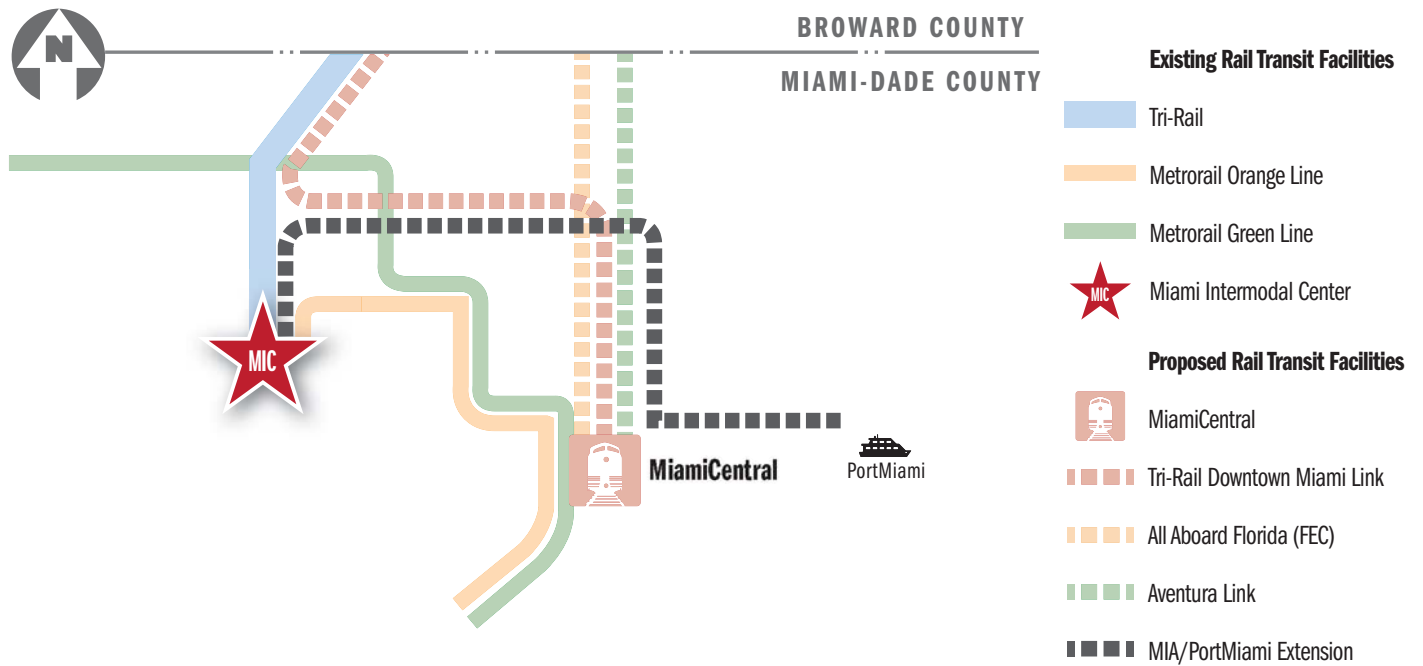 N
BROWARD COUNTY
MIAMI-DADE COUNTY
MIC
MiamiCentral
PortMiami
Existing Rail Transit Facilities
Tri-Rail
Metrorail Orange Line
Metrorail Green Line
MIC
Miami Intermodal Center
Proposed Rail Transit Facilities
MiamiCentral
Tri-Rail Downtown Miami Link
All Aboard Florida (FEC)
Aventura Link
MIA/PortMiami Extension